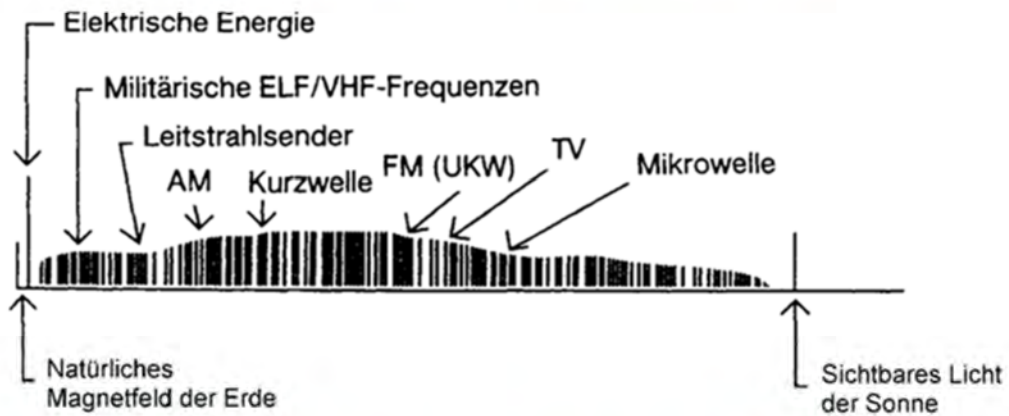 Elektrische Energie
Militärische ELF/VHF-Frequenzen
Leitstrahlsender
AM
Kurzwelle
FM (UKW)
TV
Mikrowelle
Natürliches
Magnetfeld der Erde
Sichtbares Licht
der Sonne